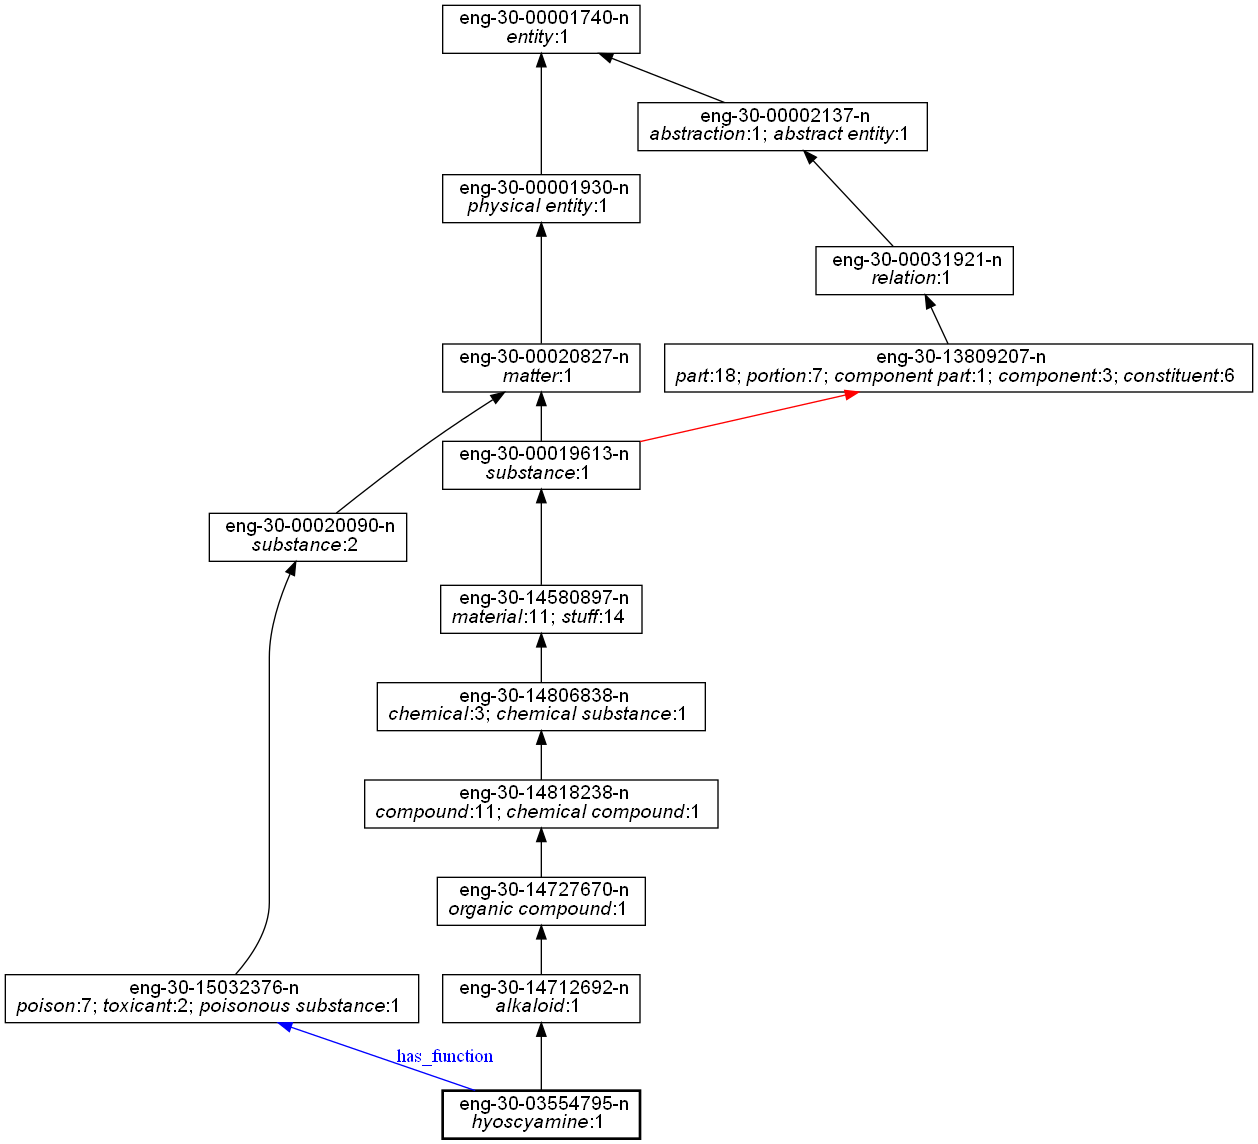 eng-30-00001740-n
entity:1
eng-30-00002137-n
abstraction:1; abstract entity:1
eng-30-00001930-n
physical entity:1
eng-30-00031921-n
relation:1
eng-30-00020827-n
matter:1
eng-30-13809207-n
part:18; portion:7; component part:1; component:3; constituent:6
eng-30-00019613-n
substance:1
eng-30-00020090-n
substance:2
eng-30-14580897-n
material:11; stuff:14
eng-30-14806838-n
chemical:3; chemical substance:1
eng-30-14818238-n
compound:11; chemical compound:1
eng-30-14727670-n
organic compound:1
eng-30-15032376-n
poison:7; toxicant:2; poisonous substance:1
eng-30-14712692-n
alkaloid:1
has_function
eng-30-03554795-n
hyoscyamine:1